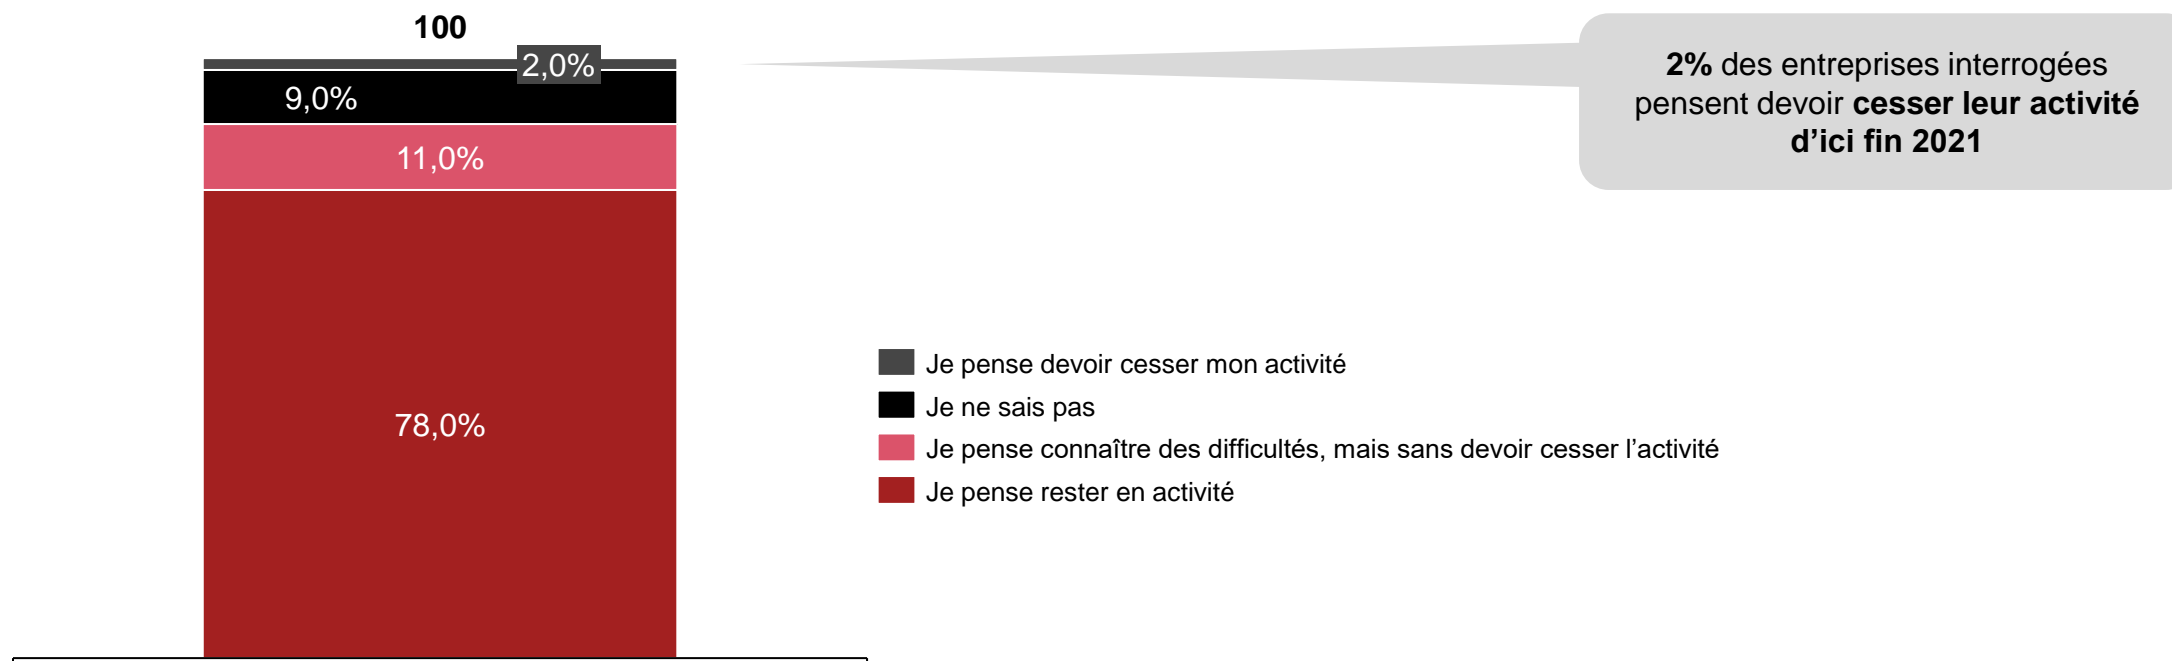 100
2,0%
9,0%
11,0%
78,0%
2% des entreprises interrogées
pensent devoir cesser leur activité
d’ici fin 2021
Je pense devoir cesser mon activité
Je ne sais pas
Je pense connaître des difficultés, mais sans devoir cesser l’activité
Je pense rester en activité